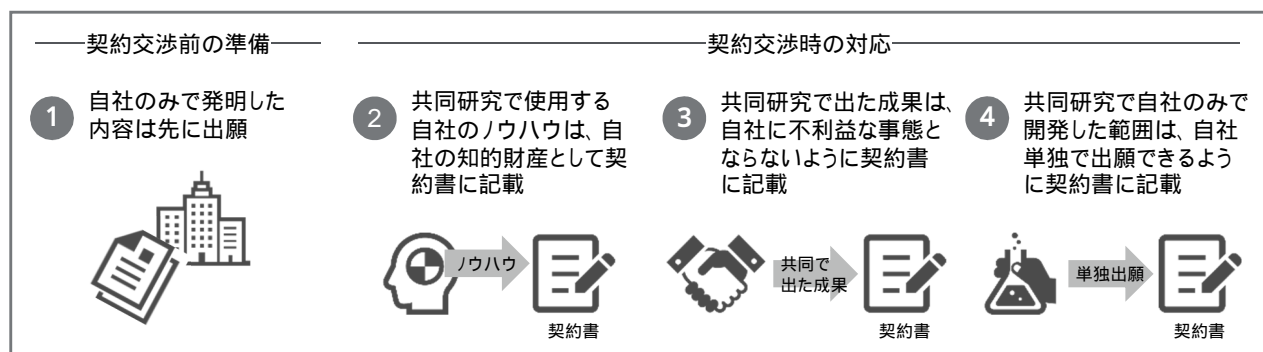 契約交渉前の準備
契約交渉時の対応
1
自社のみで発明した
内容は先に出願
2
共同研究で使用する
自社のノウハウは、自
社の知的財産として契
約書に記載
3
共同研究で出た成果は、
自社に不利益な事態と
ならないように契約書
に記載
4
共同研究で自社のみで
開発した範囲は、自社
単独で出願できるよう
に契約書に記載
ノウハウ
契約書
共同で
出た成果
契約書
単独出願
契約書